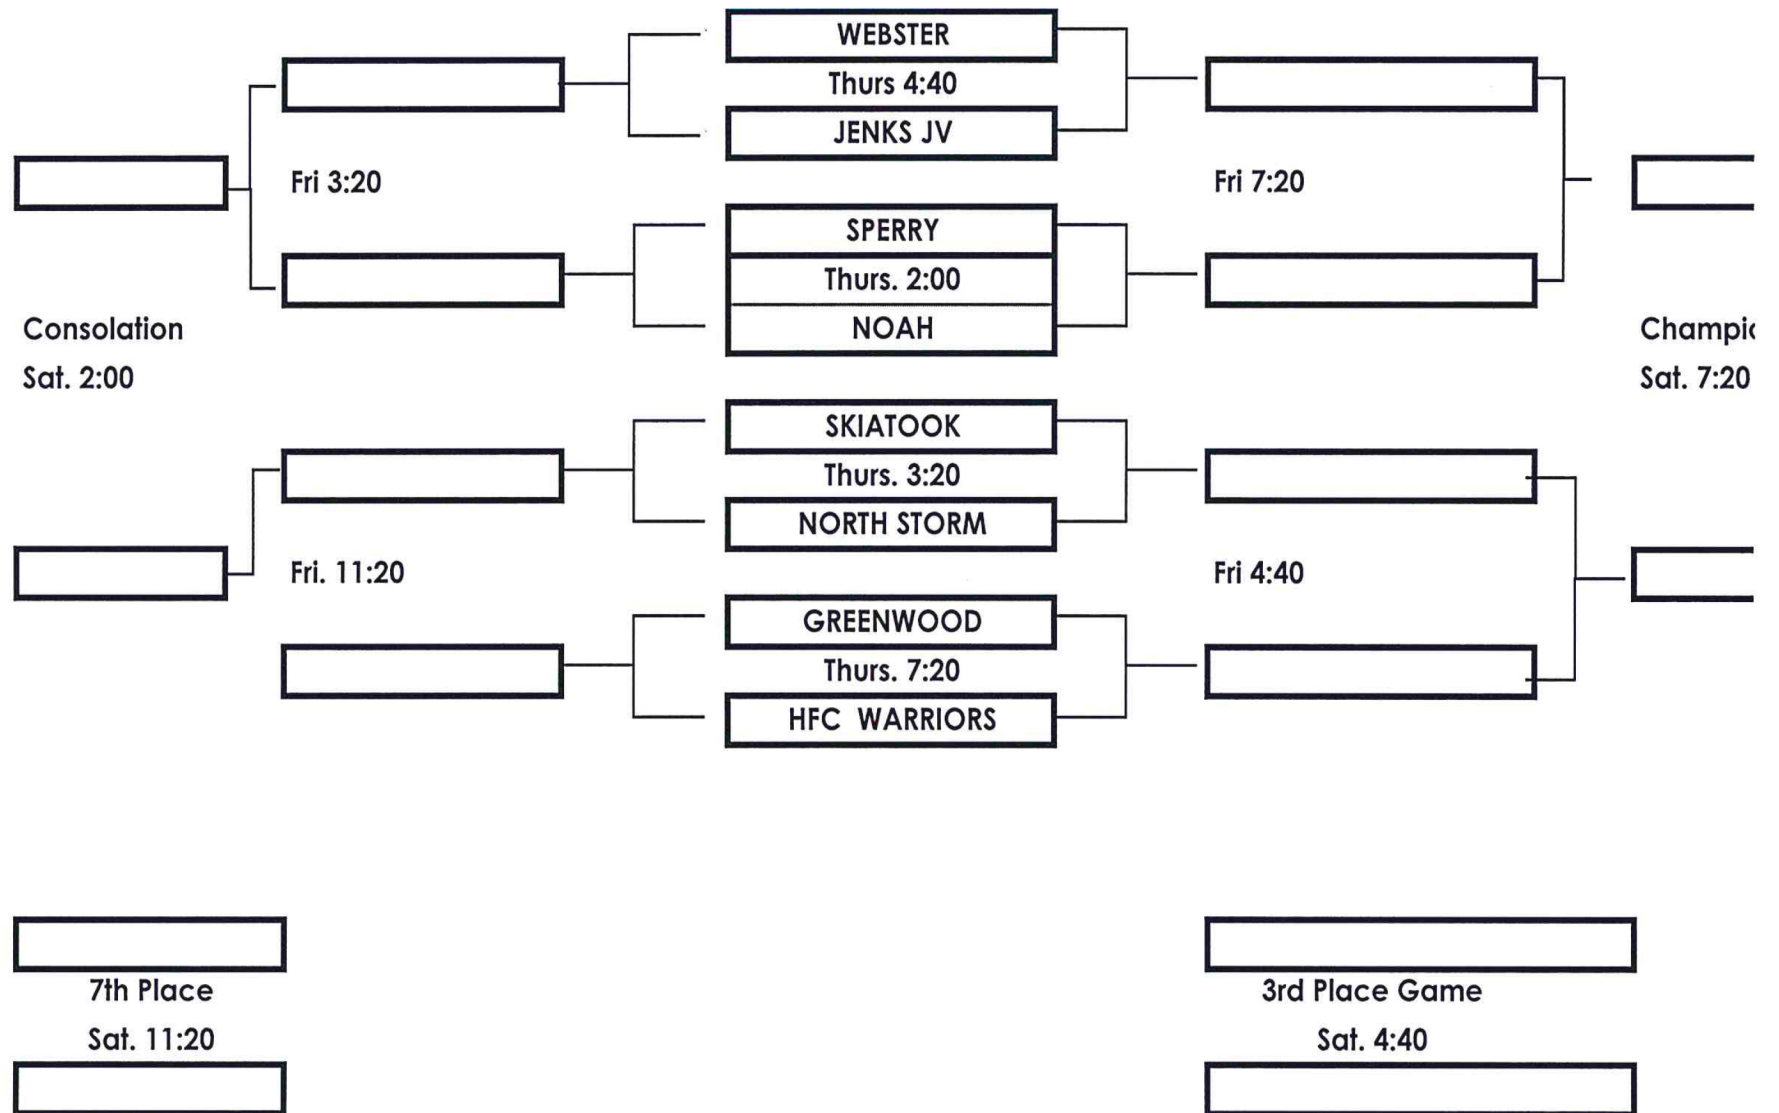 WEBSTER
Thurs 4:40
JENKS JV
Fri 3:20
Fri 7:20
SPERRY
Thurs. 2:00
NOAH
Consolation
Sat. 2:00
Champic
Sat. 7:20
SKIATOOK
Thurs. 3:20
NORTH STORM
Fri. 11:20
Fri 4:40
GREENWOOD
Thurs. 7:20
HFC WARRIORS
7th Place
Sat. 11:20
3rd Place Game
Sat. 4:40